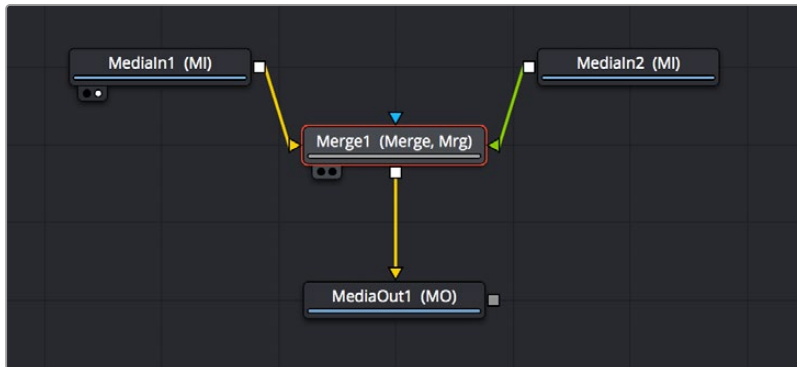 MediaIn1 (MI)
MediaIn2 (MI)
Merge1 (Merge, Mrg)
MediaOut1 (MO)